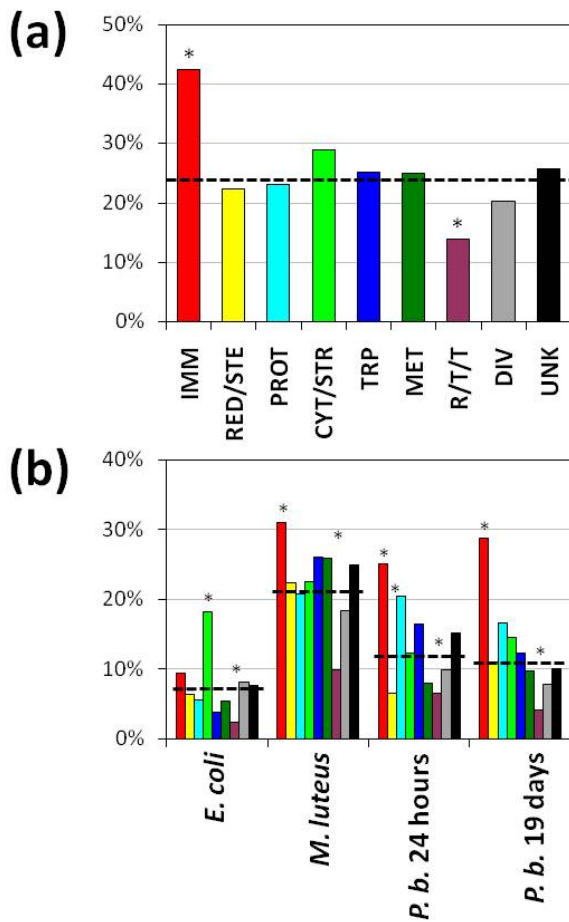 (a)
50%
40%
30%
20%
10%
0%
*
*
IMM
RED/STE
PROT
CYT/STR
TRP
MET
R/T/T
DIV
UNK
(b)
40%
30%
20%
10%
0%
* * * * * * * *
E. coli
M. luteus
P. b. 24 hours
P. b. 19 days